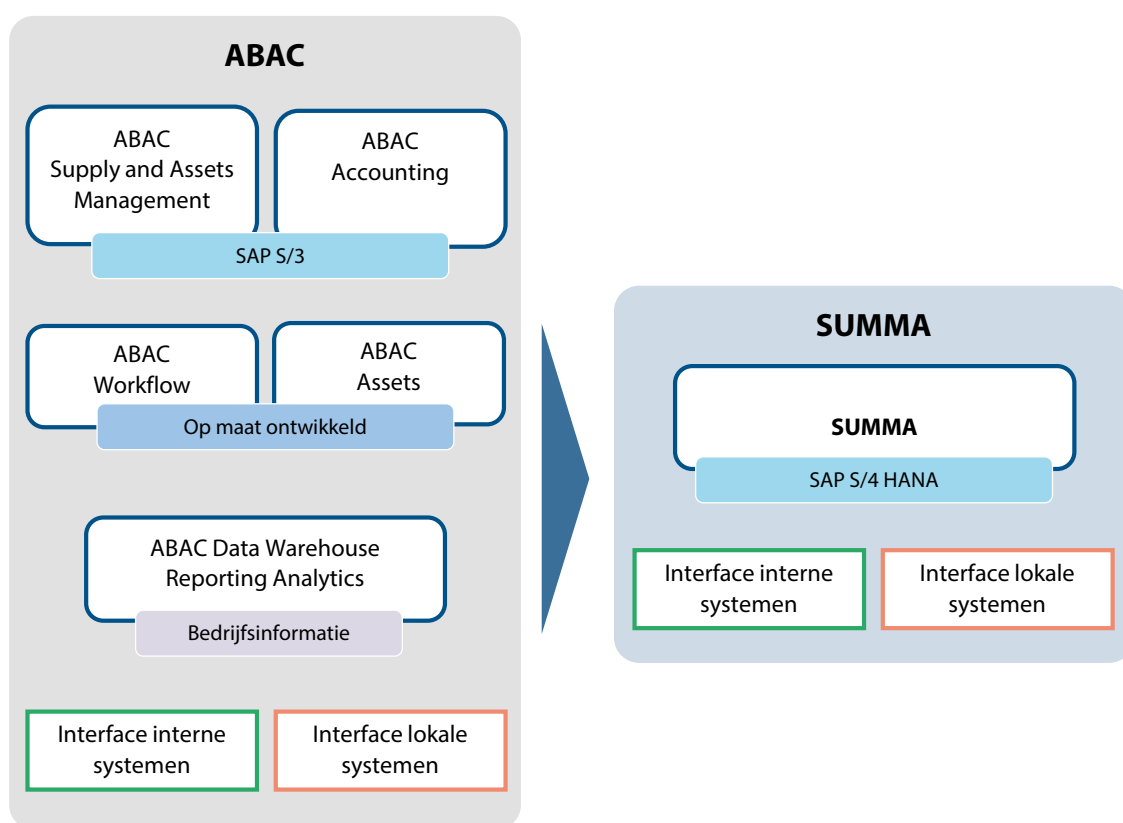 ABAC
ABAC
Supply and Assets
Management
ABAC
Accounting
SAP S/3
ABAC
Workflow
ABAC
Assets
Op maat ontwikkeld
ABAC Data Warehouse
Reporting Analytics
Bedrijfsinformatie
Interface interne
systemen
Interface lokale
systemen
SUMMA
SUMMA
SAP S/4 HANA
Interface interne
systemen
Interface lokale
systemen